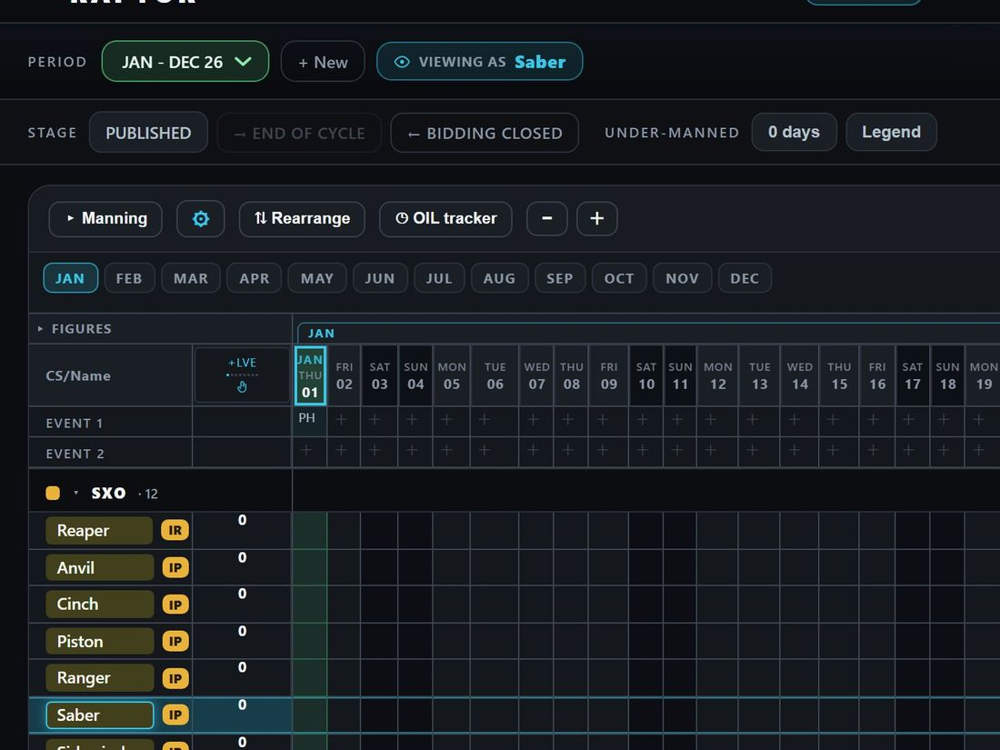 RAPTOR
PERIOD JAN - DEC 26 + New VIEWING AS Saber
STAGE PUBLISHED → END OF CYCLE ← BIDDING CLOSED UNDER-MANNED 0 days Legend
Manning Rearrange OIL tracker − +
JAN FEB MAR APR MAY JUN JUL AUG SEP OCT NOV DEC
FIGURES JAN
CS/Name +LVE
JAN THU 01 FRI 02 SAT 03 SUN 04 MON 05 TUE 06 WED 07 THU 08 FRI 09 SAT 10 SUN 11 MON 12 TUE 13 WED 14 THU 15 FRI 16 SAT 17 SUN 18 MON 19
EVENT 1 PH + + + + + + + + + + + + + + + + + +
EVENT 2 + + + + + + + + + + + + + + + + + + +
SXO · 12
Reaper IR 0
Anvil IP 0
Cinch IP 0
Piston IP 0
Ranger IP 0
Saber IP 0
IP 0